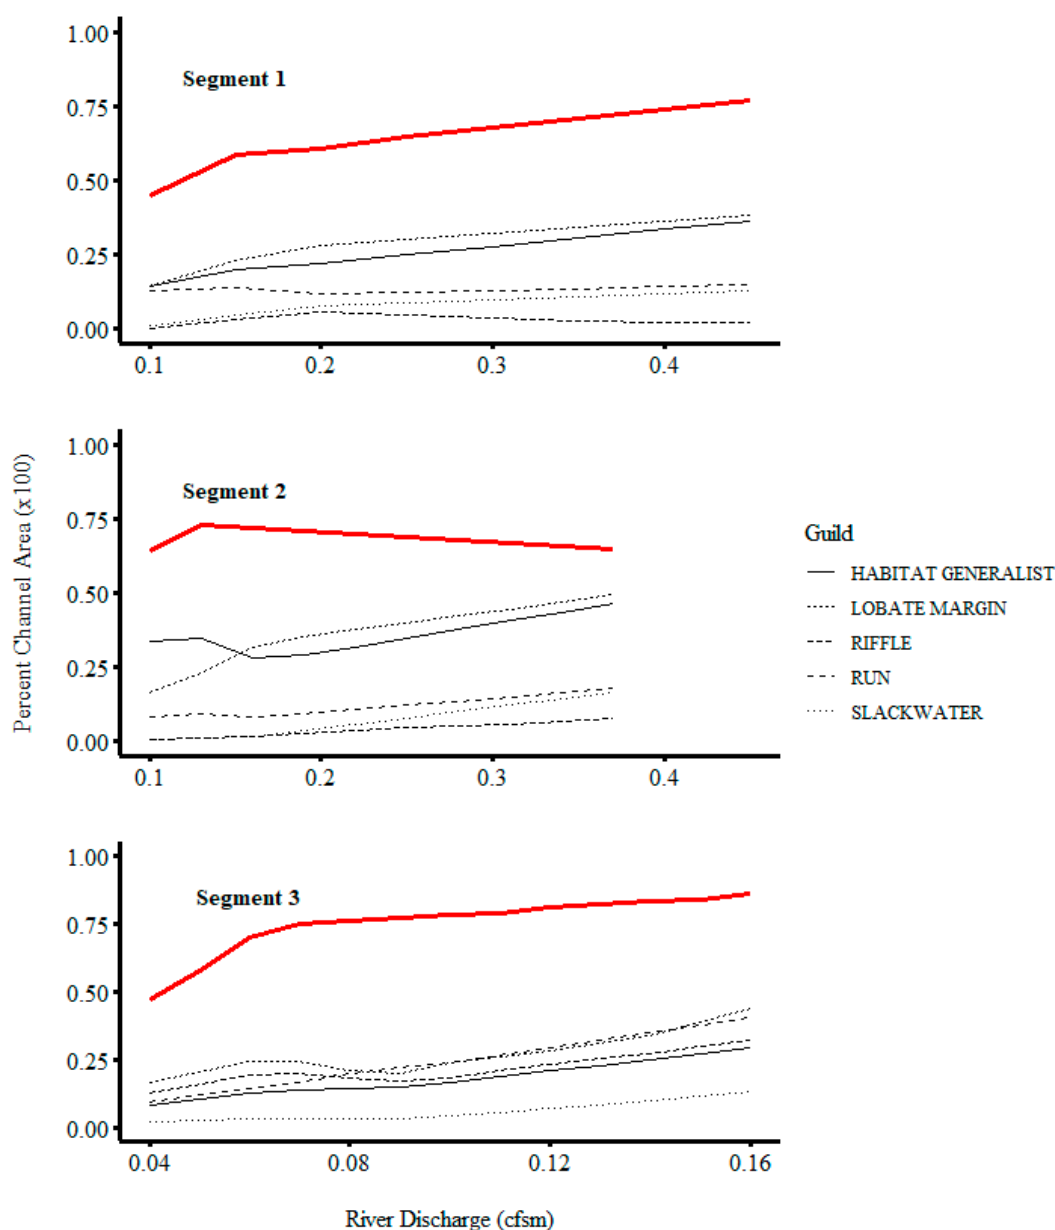 Segment 1
1.00
0.75
0.50
0.25
0.00
0.1 0.2 0.3 0.4
Percent Channel Area (x100)
Segment 2
1.00
0.75
0.50
0.25
0.00
0.1 0.2 0.3 0.4
Guild
HABITAT GENERALIST
LOBATE MARGIN
RIFFLE
RUN
SLACKWATER
Segment 3
1.00
0.75
0.50
0.25
0.00
0.04 0.08 0.12 0.16
River Discharge (cfsm)